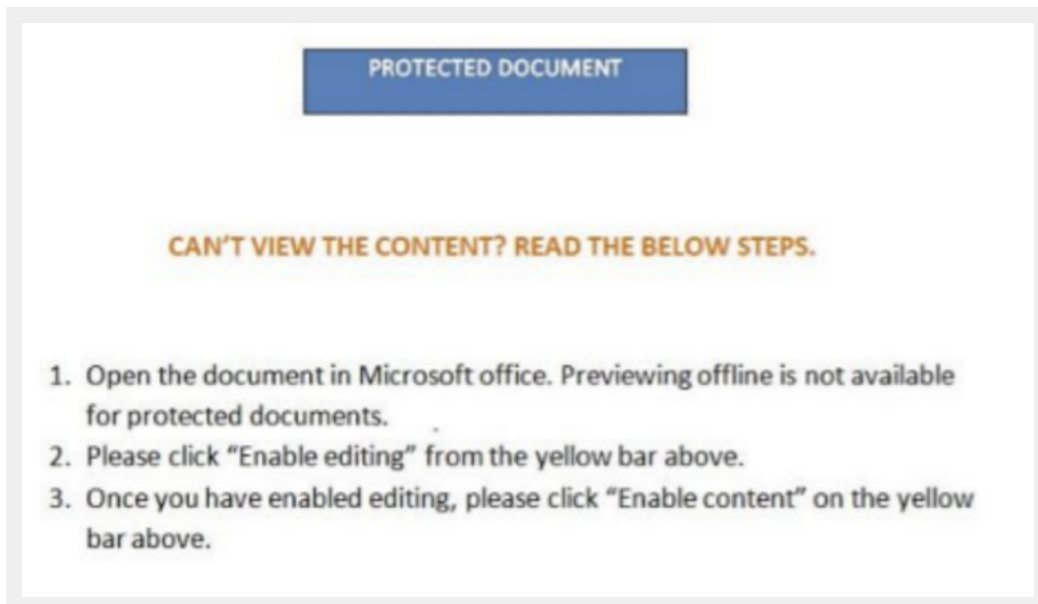 PROTECTED DOCUMENT
CAN'T VIEW THE CONTENT? READ THE BELOW STEPS.
1. Open the document in Microsoft office. Previewing offline is not available
for protected documents.
2. Please click “Enable editing” from the yellow bar above.
3. Once you have enabled editing, please click “Enable content” on the yellow
bar above.